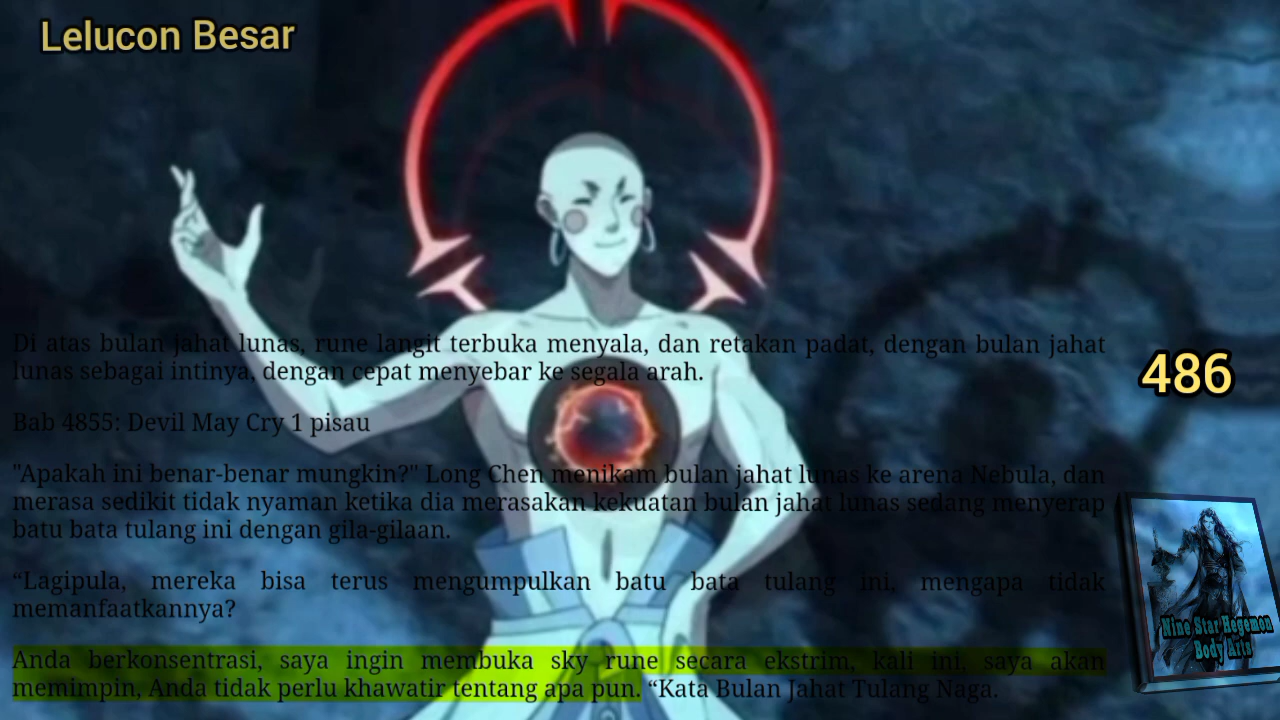 Lelucon Besar
Di atas bulan jahat lunas, rune langit terbuka menyala, dan retakan padat, dengan bulan jahat
lunas sebagai intinya, dengan cepat menyebar ke segala arah.
Bab 4855: Devil May Cry 1 pisau
486
"Apakah ini benar-benar mungkin?" Long Chen menikam bulan jahat lunas ke arena Nebula, dan
merasa sedikit tidak nyaman ketika dia merasakan kekuatan bulan jahat lunas sedang menyerap
batu bata tulang ini dengan gila-gilaan.
“Lagipula, mereka bisa terus mengumpulkan batu bata tulang ini, mengapa tidak
memanfaatkannya?
Anda berkonsentrasi, saya ingin membuka sky rune secara ekstrim, kali ini, saya akan
memimpin, Anda tidak perlu khawatir tentang apa pun. “Kata Bulan Jahat Tulang Naga.
Nine Star Hegemon
Body Arts